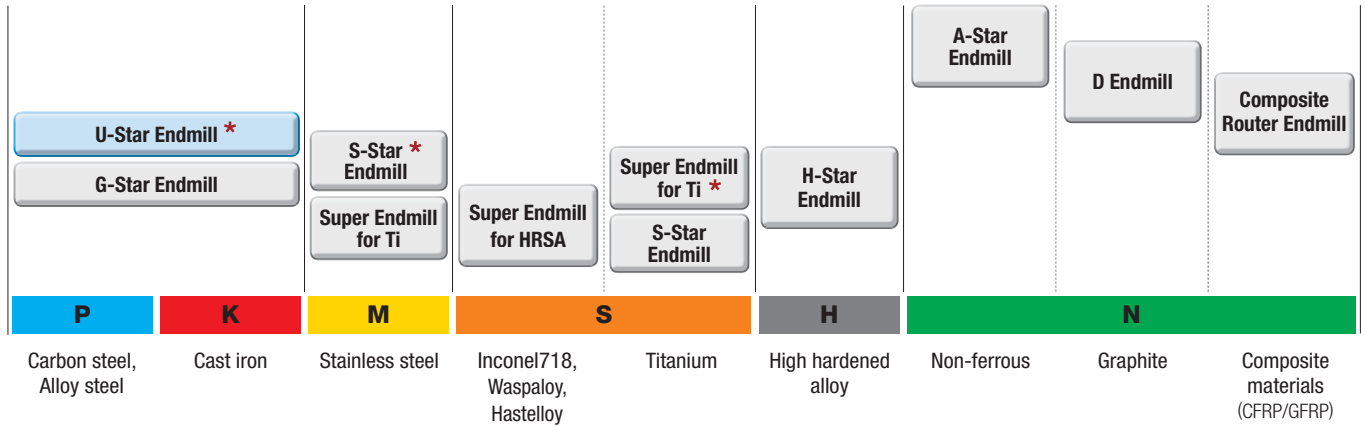 A-Star
Endmill
D Endmill
Composite
Router Endmill
U-Star Endmill *
S-Star *
Endmill
G-Star Endmill
Super Endmill
for Ti *
H-Star
Endmill
Super Endmill
for Ti
Super Endmill
for HRSA
S-Star
Endmill
P
K
M
S
H
N
Carbon steel,
Alloy steel
Cast iron
Stainless steel
Inconel718,
Waspaloy,
Hastelloy
Titanium
High hardened
alloy
Non-ferrous
Graphite
Composite
materials
(CFRP/GFRP)